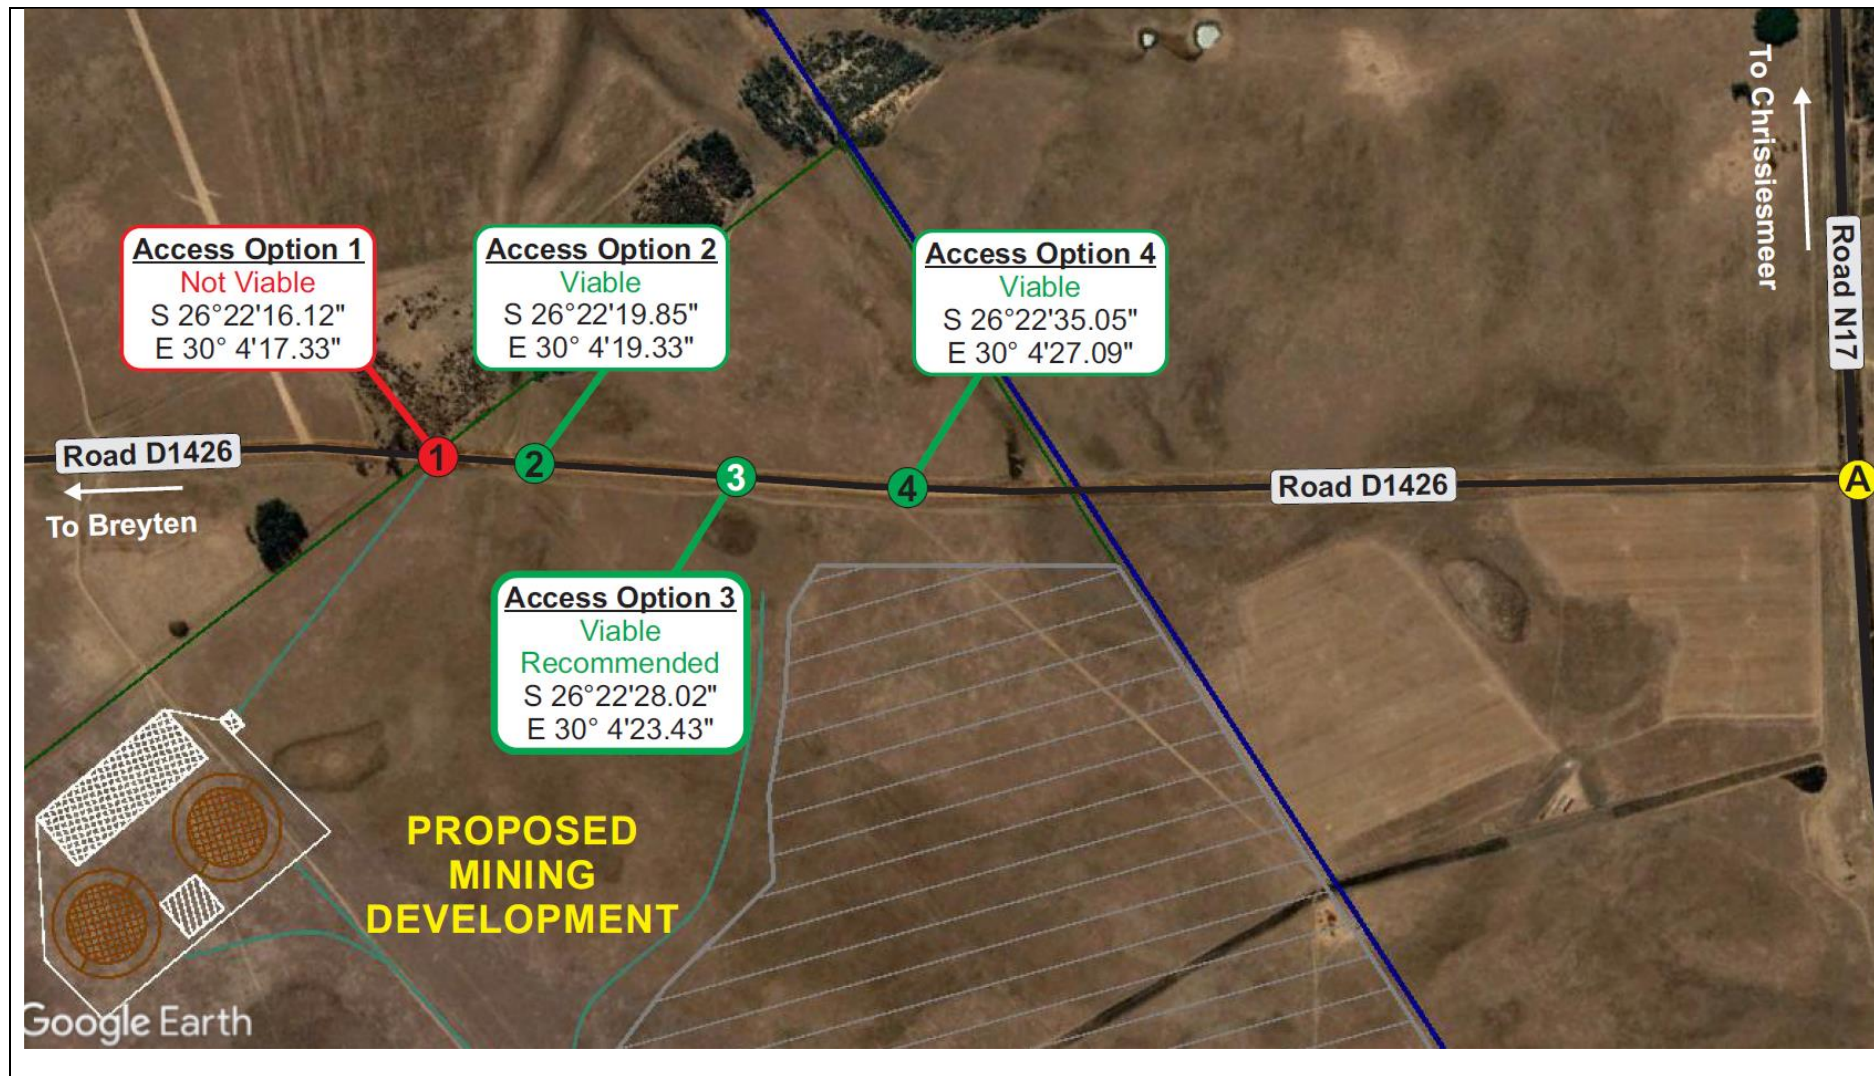 To Chrissiesmeer
Road N17
Access Option 1
Not Viable
S 26°22'16.12"
E 30° 4'17.33"
Access Option 2
Viable
S 26°22'19.85"
E 30° 4'19.33"
Access Option 4
Viable
S 26°22'35.05"
E 30° 4'27.09"
Road D1426
To Breyten
1
2
3
4
Road D1426
A
Access Option 3
Viable
Recommended
S 26°22'28.02"
E 30° 4'23.43"
PROPOSED
MINING
DEVELOPMENT
Google Earth